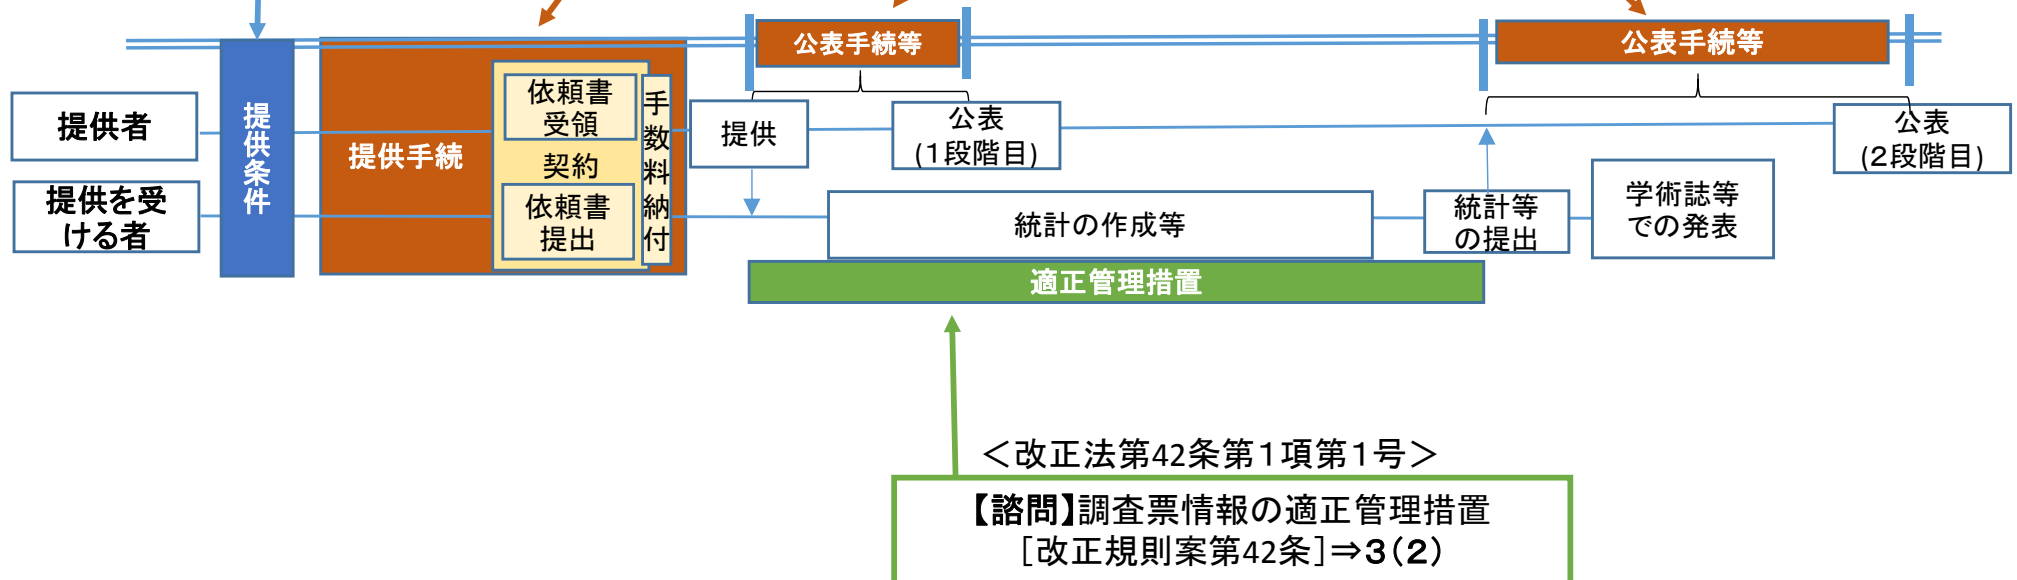 公表手続等
公表手続等
提供者
提供を受
ける者
提供条件
提供手続
依頼書
受領
契約
依頼書
提出
手数料納付
提供
公表
(1段階目)
統計の作成等
統計等
の提出
学術誌等
での発表
公表
(2段階目)
適正管理措置
＜改正法第42条第1項第1号＞
【諮問】調査票情報の適正管理措置
［改正規則案第42条］⇒3(2)